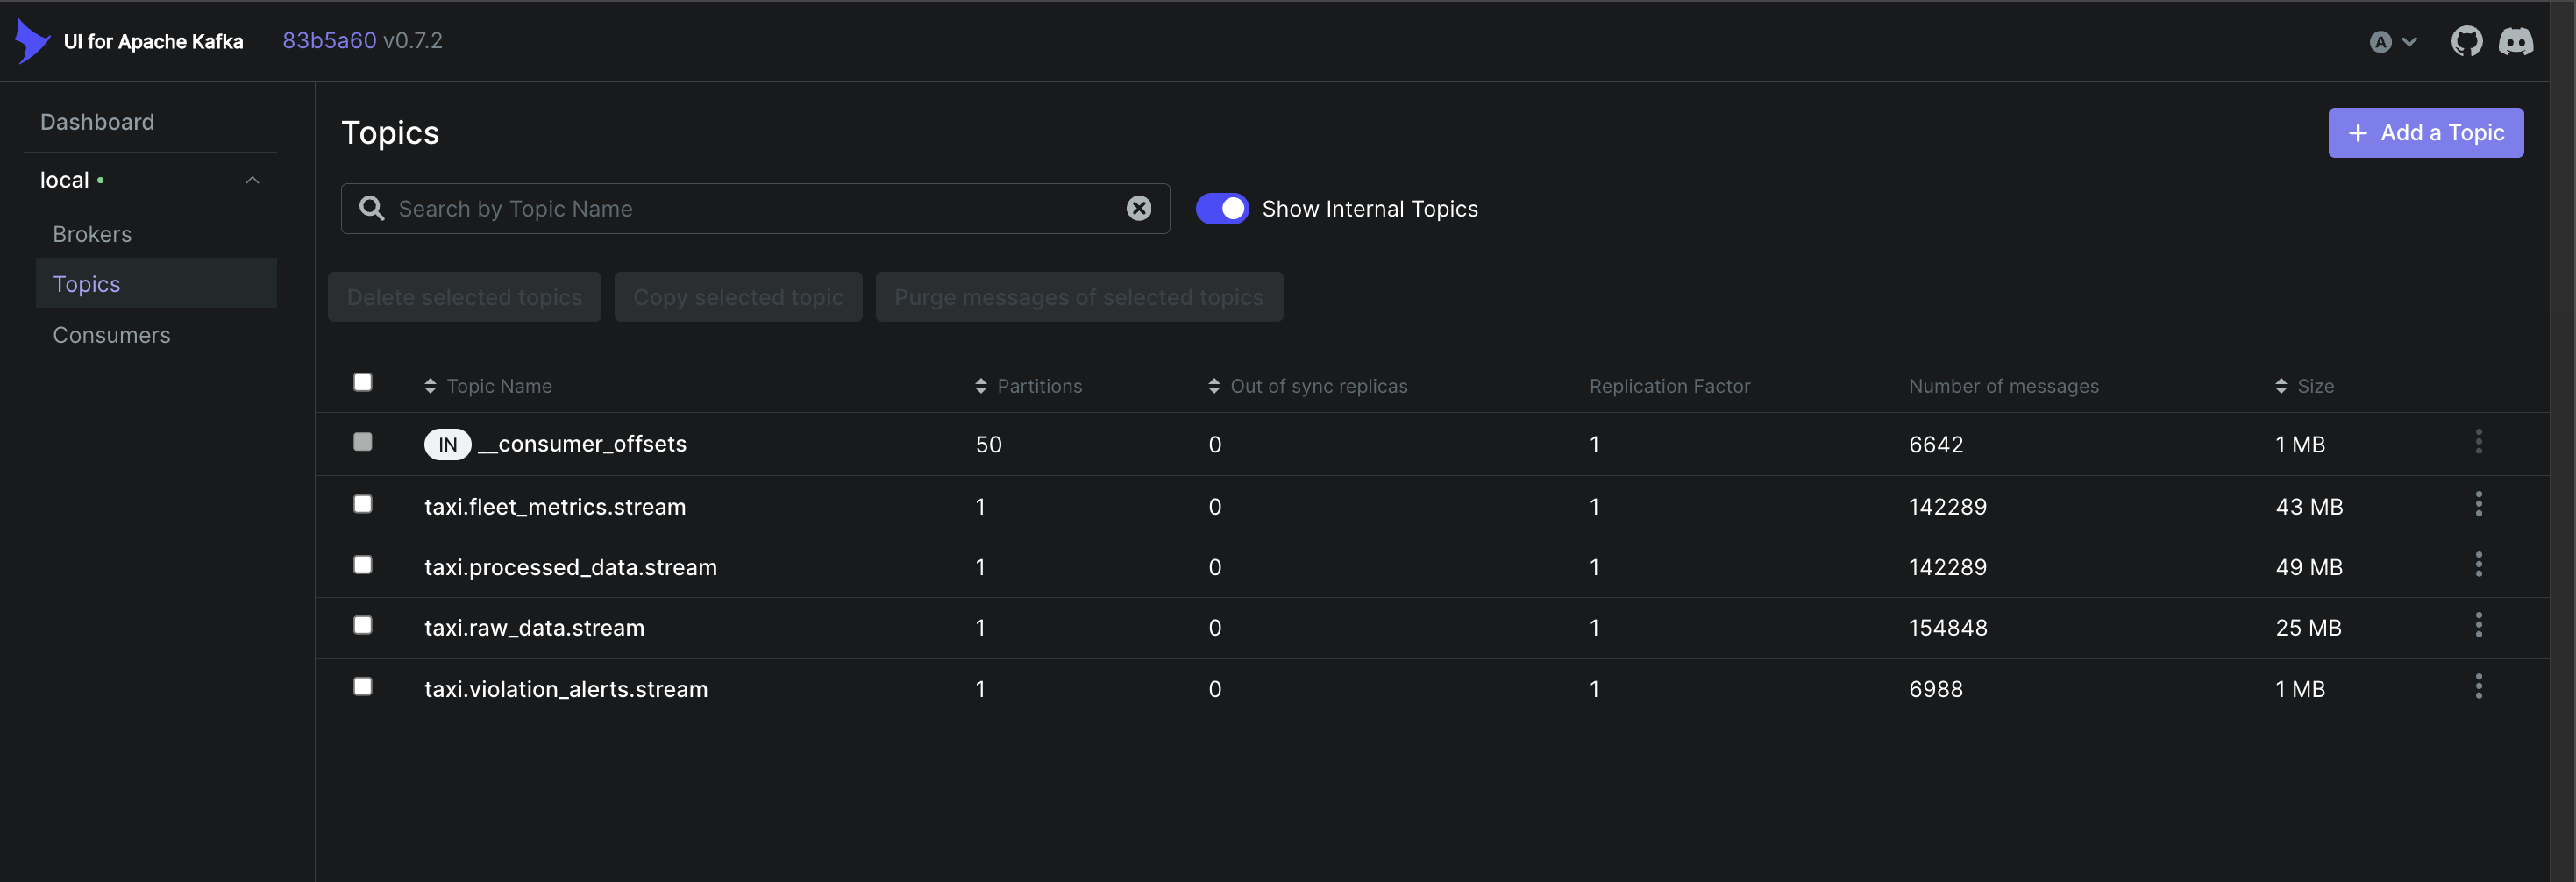 UI for Apache Kafka 83b5a60 v0.7.2 A
Dashboard
local
Brokers
Topics
Consumers
Topics
Add a Topic
Search by Topic Name
Show Internal Topics
Delete selected topics Copy selected topic Purge messages of selected topics
Topic Name Partitions Out of sync replicas Replication Factor Number of messages Size
IN __consumer_offsets 50 0 1 6642 1 MB
taxi.fleet_metrics.stream 1 0 1 142289 43 MB
taxi.processed_data.stream 1 0 1 142289 49 MB
taxi.raw_data.stream 1 0 1 154848 25 MB
taxi.violation_alerts.stream 1 0 1 6988 1 MB